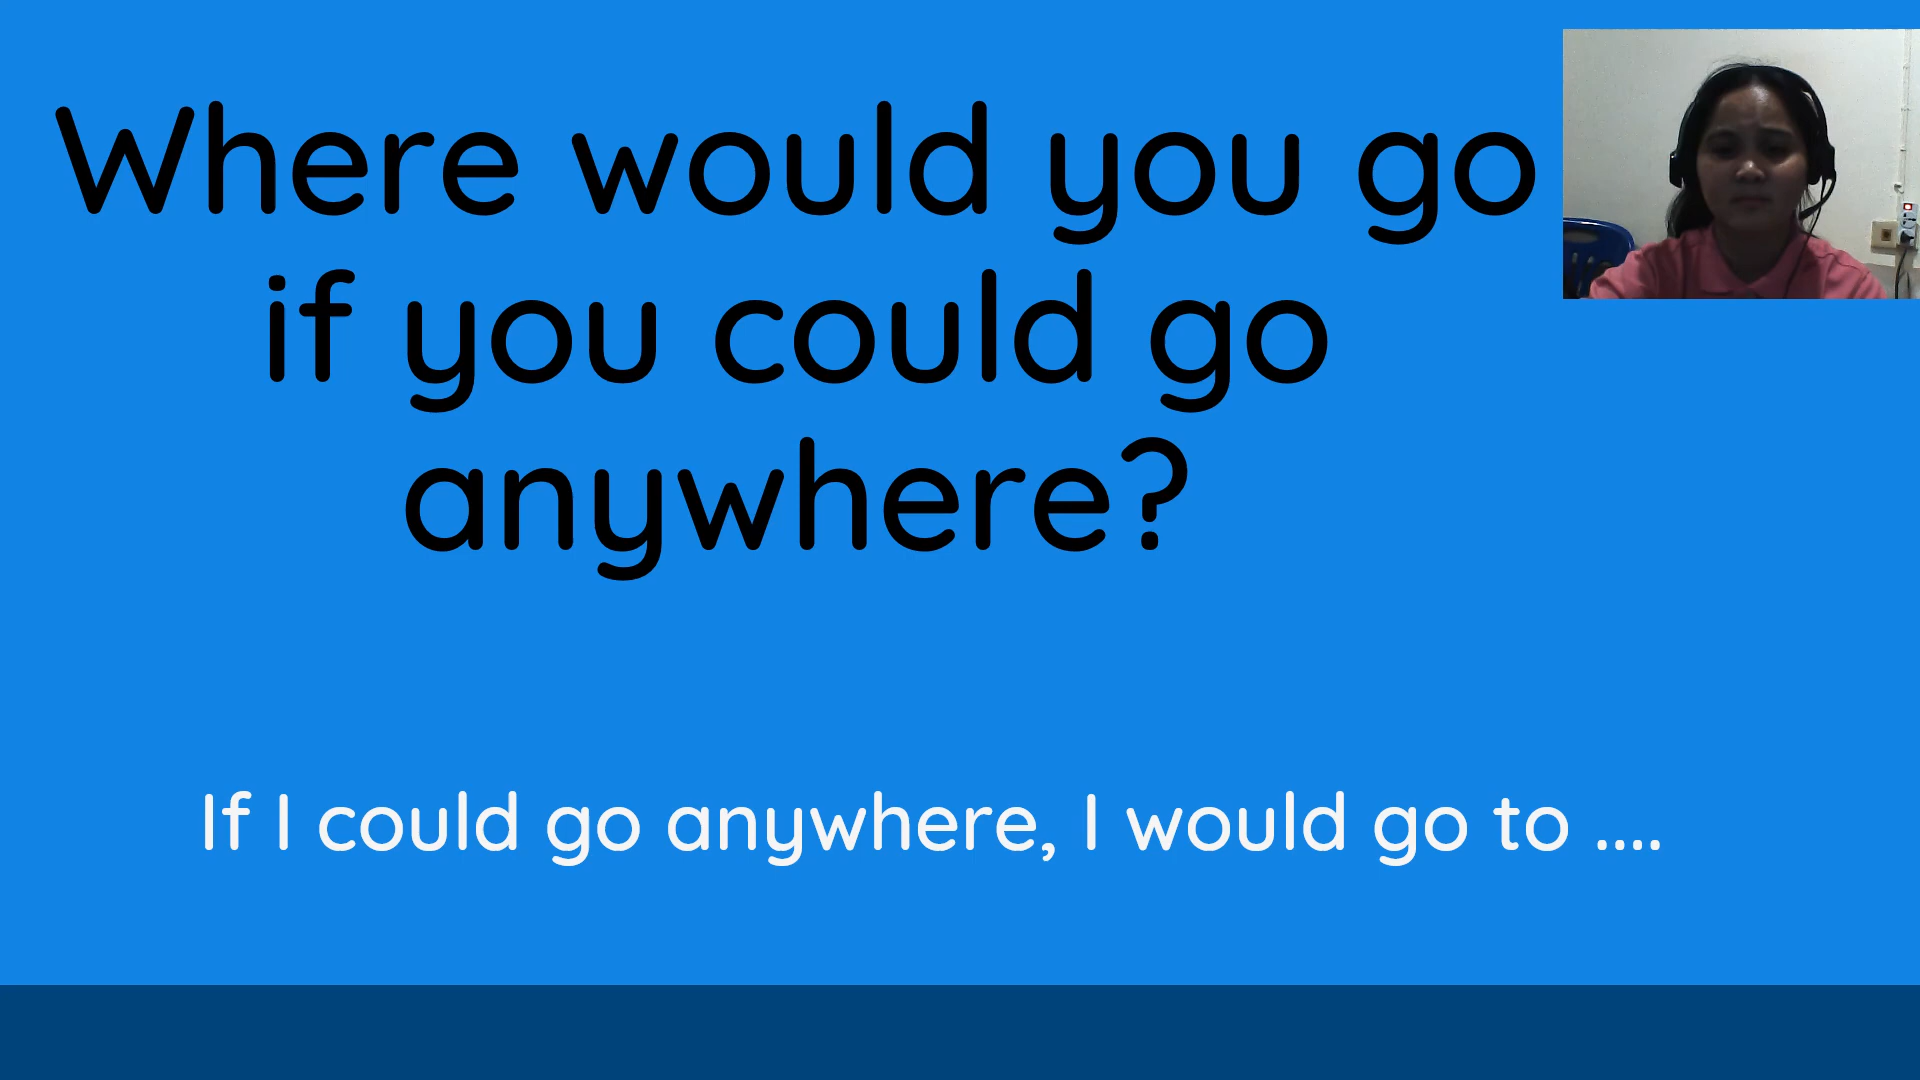 Where would you go
if you could go
anywhere?
If I could go anywhere, I would go to ....